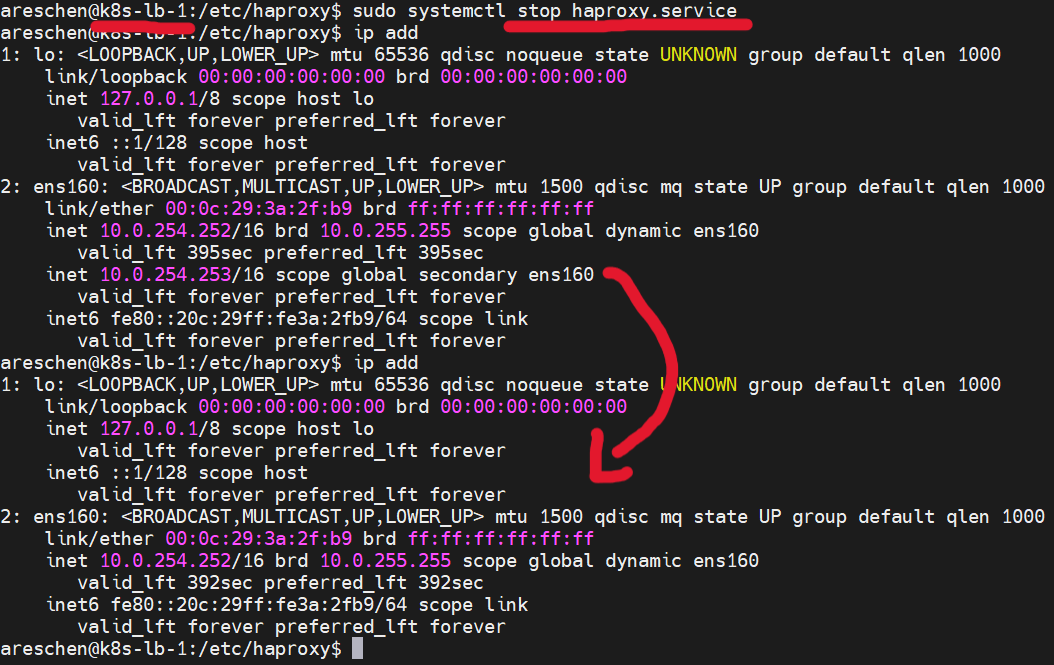 areschen@k8s-lb-1:/etc/haproxy$ sudo systemctl stop haproxy.service
areschen@k8s-lb-1:/etc/haproxy$ ip add
1: lo: <LOOPBACK,UP,LOWER_UP> mtu 65536 qdisc noqueue state UNKNOWN group default qlen 1000
    link/loopback 00:00:00:00:00:00 brd 00:00:00:00:00:00
    inet 127.0.0.1/8 scope host lo
       valid_lft forever preferred_lft forever
    inet6 ::1/128 scope host
       valid_lft forever preferred_lft forever
2: ens160: <BROADCAST,MULTICAST,UP,LOWER_UP> mtu 1500 qdisc mq state UP group default qlen 1000
    link/ether 00:0c:29:3a:2f:b9 brd ff:ff:ff:ff:ff:ff
    inet 10.0.254.252/16 brd 10.0.255.255 scope global dynamic ens160
       valid_lft 395sec preferred_lft 395sec
    inet 10.0.254.253/16 scope global secondary ens160
       valid_lft forever preferred_lft forever
    inet6 fe80::20c:29ff:fe3a:2fb9/64 scope link
       valid_lft forever preferred_lft forever
areschen@k8s-lb-1:/etc/haproxy$ ip add
1: lo: <LOOPBACK,UP,LOWER_UP> mtu 65536 qdisc noqueue state UNKNOWN group default qlen 1000
    link/loopback 00:00:00:00:00:00 brd 00:00:00:00:00:00
    inet 127.0.0.1/8 scope host lo
       valid_lft forever preferred_lft forever
    inet6 ::1/128 scope host
       valid_lft forever preferred_lft forever
2: ens160: <BROADCAST,MULTICAST,UP,LOWER_UP> mtu 1500 qdisc mq state UP group default qlen 1000
    link/ether 00:0c:29:3a:2f:b9 brd ff:ff:ff:ff:ff:ff
    inet 10.0.254.252/16 brd 10.0.255.255 scope global dynamic ens160
       valid_lft 392sec preferred_lft 392sec
    inet6 fe80::20c:29ff:fe3a:2fb9/64 scope link
       valid_lft forever preferred_lft forever
areschen@k8s-lb-1:/etc/haproxy$